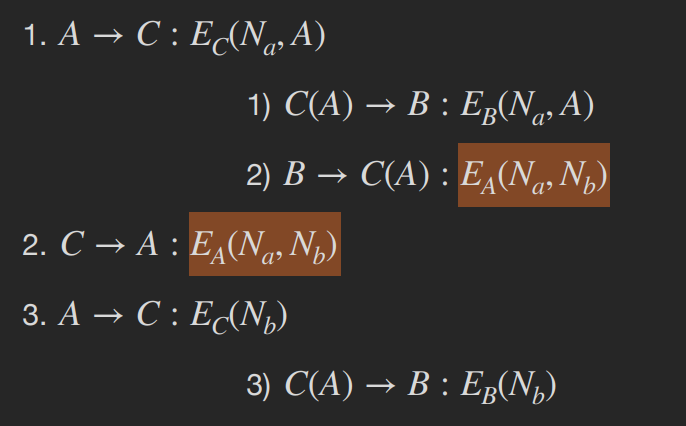 1. A → C : E_C(N_a, A)
1) C(A) → B : E_B(N_a, A)
2) B → C(A) : E_A(N_a, N_b)
2. C → A : E_A(N_a, N_b)
3. A → C : E_C(N_b)
3) C(A) → B : E_B(N_b)